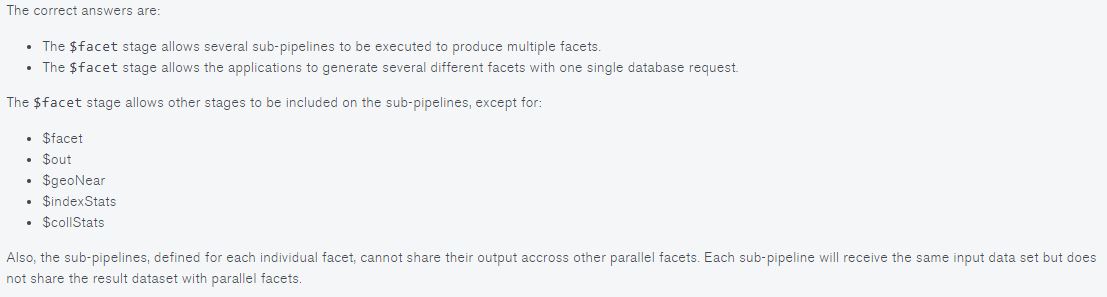 The correct answers are:
• The $facet stage allows several sub-pipelines to be executed to produce multiple facets.
• The $facet stage allows the applications to generate several different facets with one single database request.
The $facet stage allows other stages to be included on the sub-pipelines, except for:
• $facet
• $out
• $geoNear
• $indexStats
• $collStats
Also, the sub-pipelines, defined for each individual facet, cannot share their output accross other parallel facets. Each sub-pipeline will receive the same input data set but does
not share the result dataset with parallel facets.